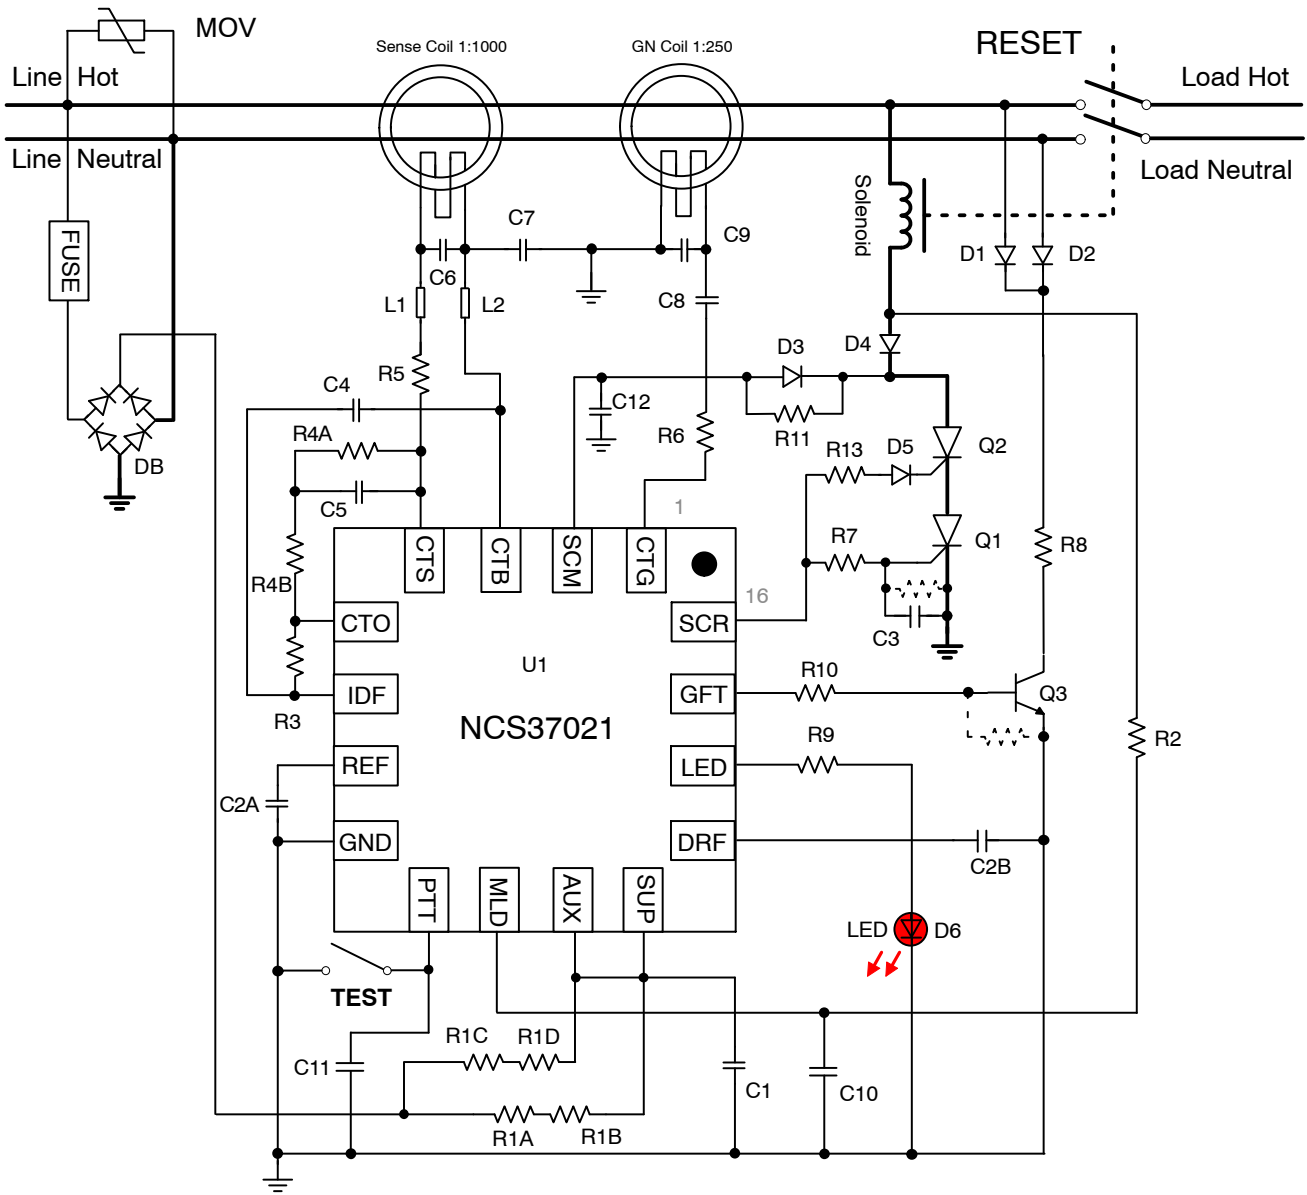 MOV
Sense Coil 1:1000
GN Coil 1:250
RESET
Line Hot
Load Hot
Line Neutral
Load Neutral
Solenoid
C7
C9
D1
D2
FUSE
C6
L1
L2
C8
D3
D4
R5
C4
C12
R6
R11
R4A
R13
D5
Q2
DB
C5
1
R7
Q1
R8
CTS
CTB
SCM
CTG
R4B
16
CTO
SCR
C3
U1
R10
IDF
GFT
Q3
R3
NCS37021
R9
R2
REF
LED
C2A
GND
DRF
C2B
PTT
MLD
AUX
SUP
LED
D6
TEST
R1C
R1D
C11
C1
C10
R1A
R1B